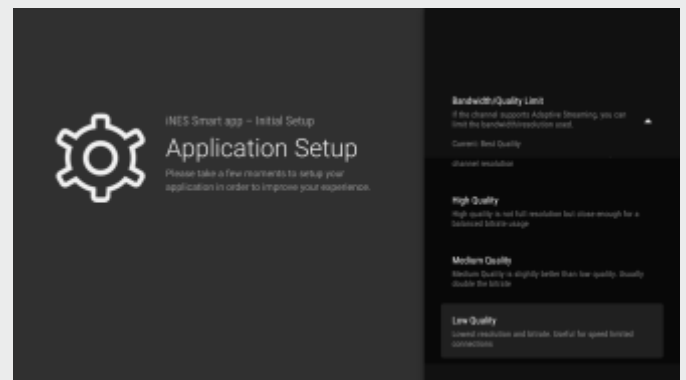 iNES Smart app – Initial Setup
Application Setup
Please take a few moments to setup your
application in order to improve your experience.
Bandwidth/Quality Limit
If the channel supports Adaptive Streaming, you can
limit the bandwidth/resolution used.
Current: Best Quality
channel resolution
High Quality
High quality is not full resolution but close enough for a
balanced bitrate usage
Medium Quality
Medium Quality is slightly better than low quality. Usually
double the bitrate
Low Quality
Lowest resolution and bitrate. Useful for speed limited
connections